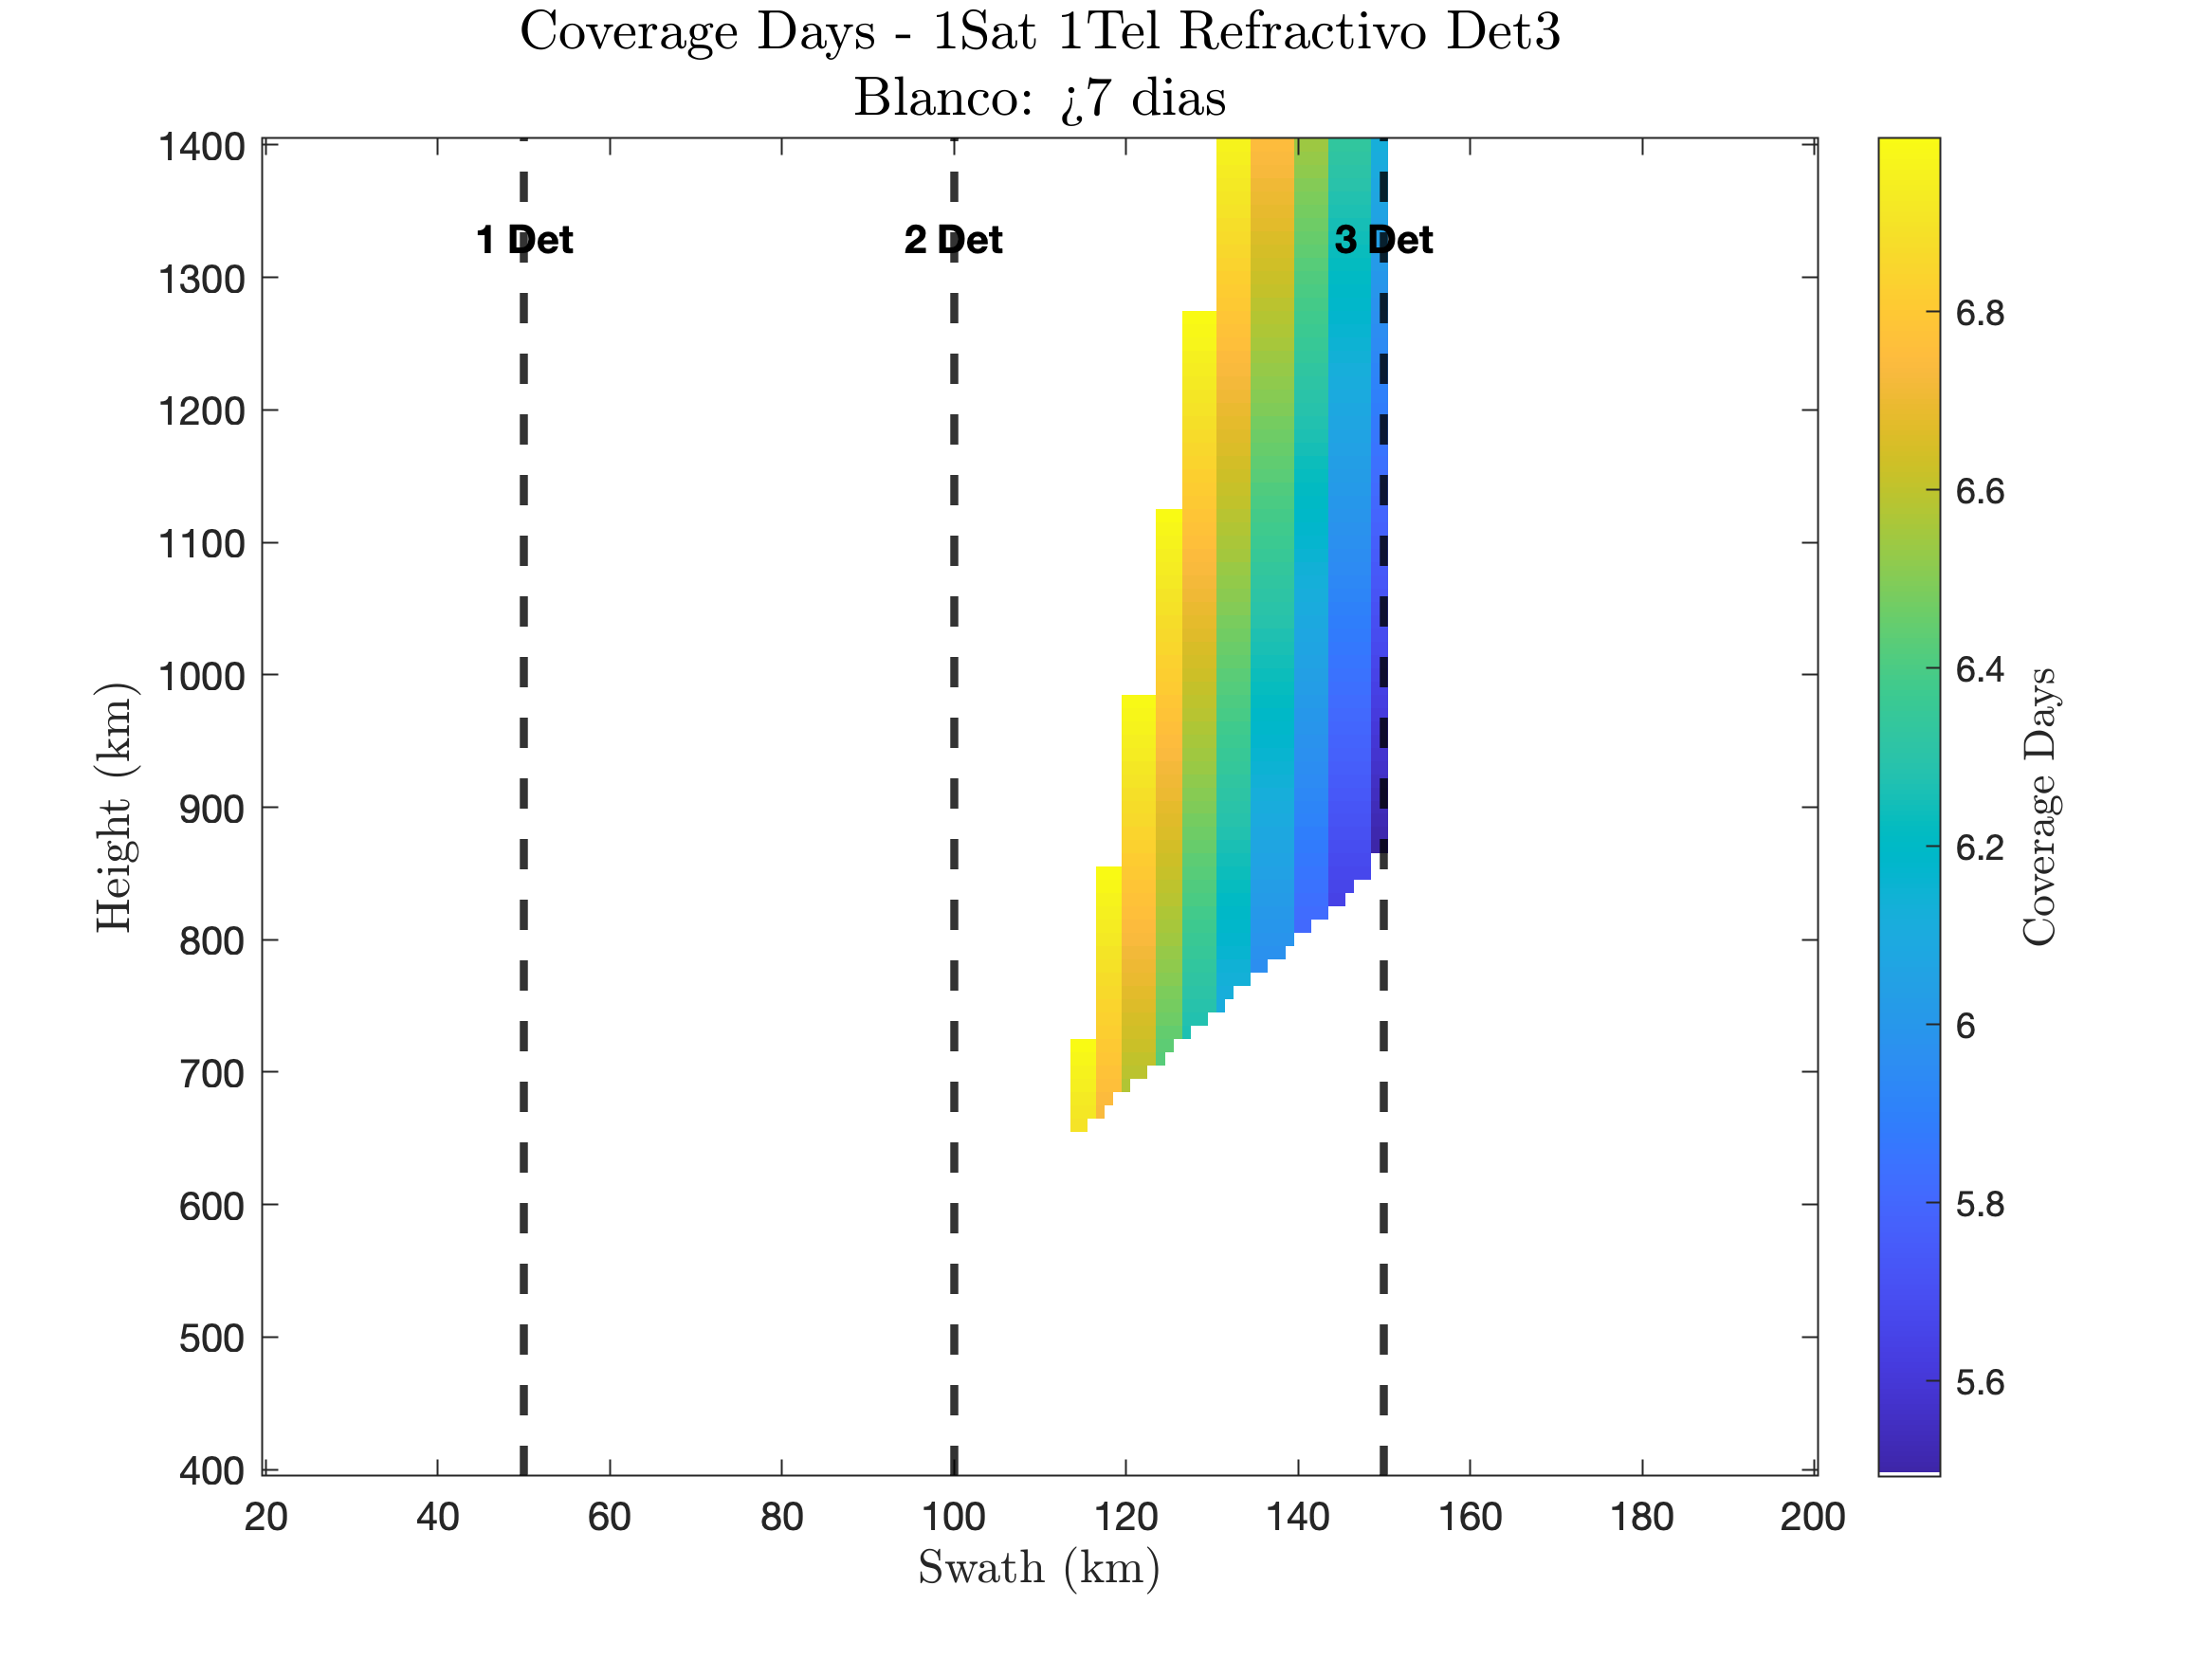 Coverage Days - 1Sat 1Tel Refractivo Det3
Blanco: ¿7 dias
1400
1300
1200
1100
1000
900
800
700
600
500
400
Height (km)
1 Det
2 Det
3 Det
20 40 60 80 100 120 140 160 180 200
Swath (km)
6.8
6.6
6.4
6.2
6
5.8
5.6
Coverage Days